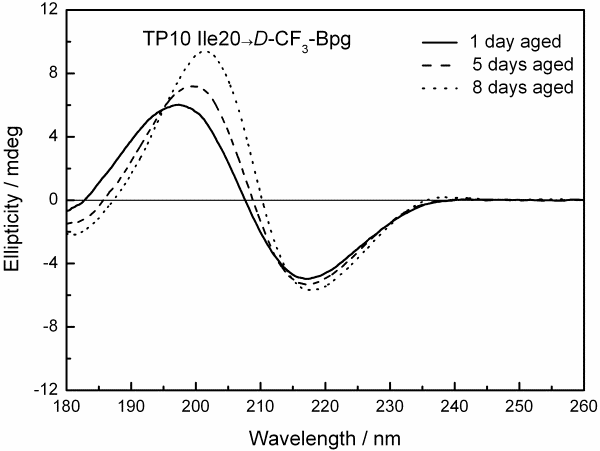 TP10 Ile20→D-CF3-Bpg
1 day aged
5 days aged
8 days aged
12
8
4
0
-4
-8
-12
Ellipticity / mdeg
180 190 200 210 220 230 240 250 260
Wavelength / nm